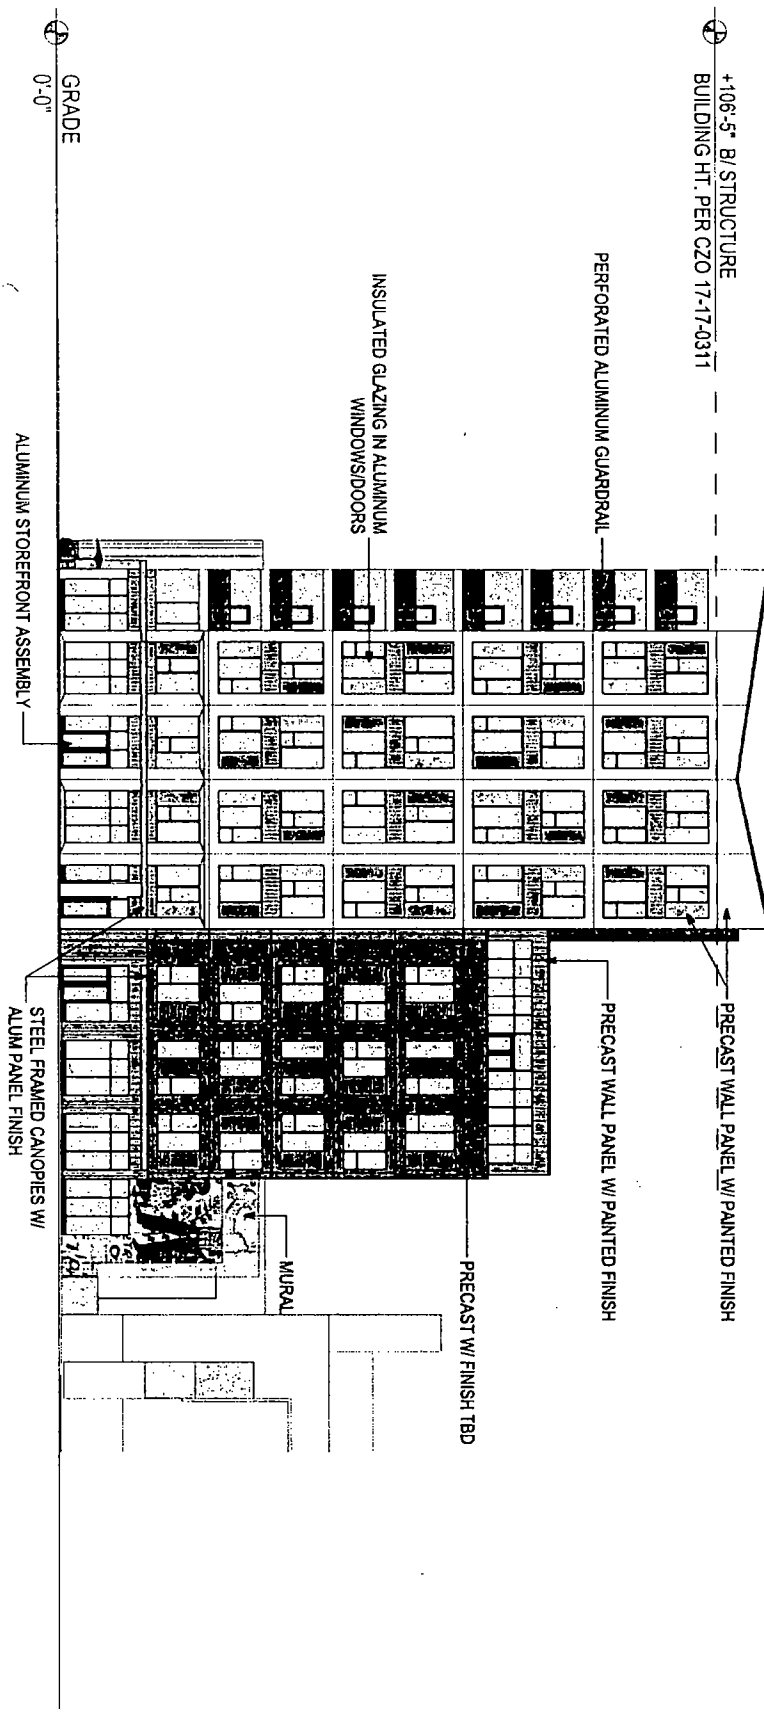 +106'-5" B/ STRUCTURE
BUILDING HT. PER CZO 17-17-0311
PERFORATED ALUMINUM GUARDRAIL
INSULATED GLAZING IN ALUMINUM
WINDOWS/DOORS
GRADE
0'-0"
ALUMINUM STOREFRONT ASSEMBLY
PRECAST WALL PANEL W/ PAINTED FINISH
PRECAST WALL PANEL W/ PAINTED FINISH
PRECAST W/ FINISH TBD
MURAL
STEEL FRAMED CANOPIES W/
ALUM PANEL FINISH